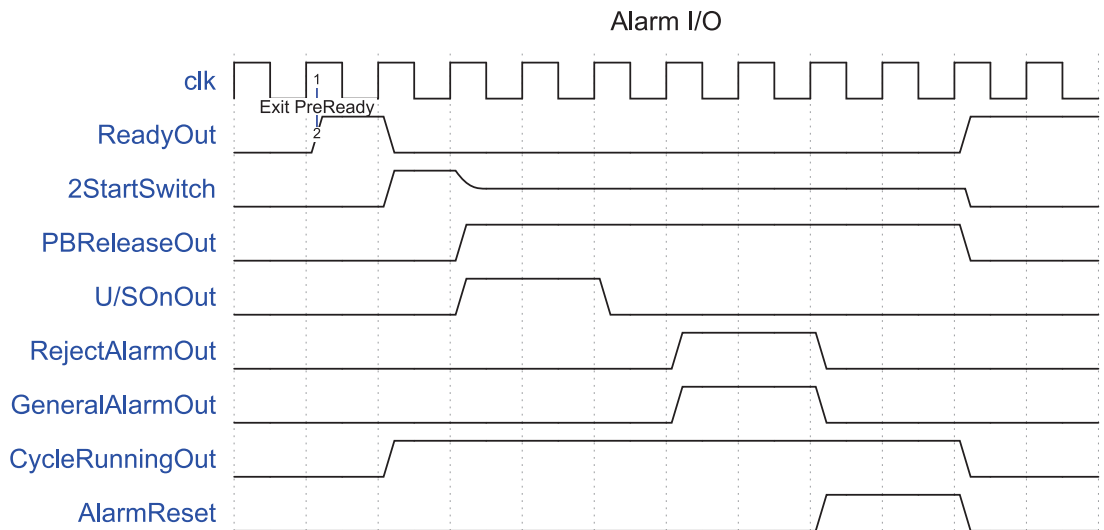 Alarm I/O
clk
1
Exit PreReady
2
ReadyOut
2StartSwitch
PBReleaseOut
U/SOnOut
RejectAlarmOut
GeneralAlarmOut
CycleRunningOut
AlarmReset